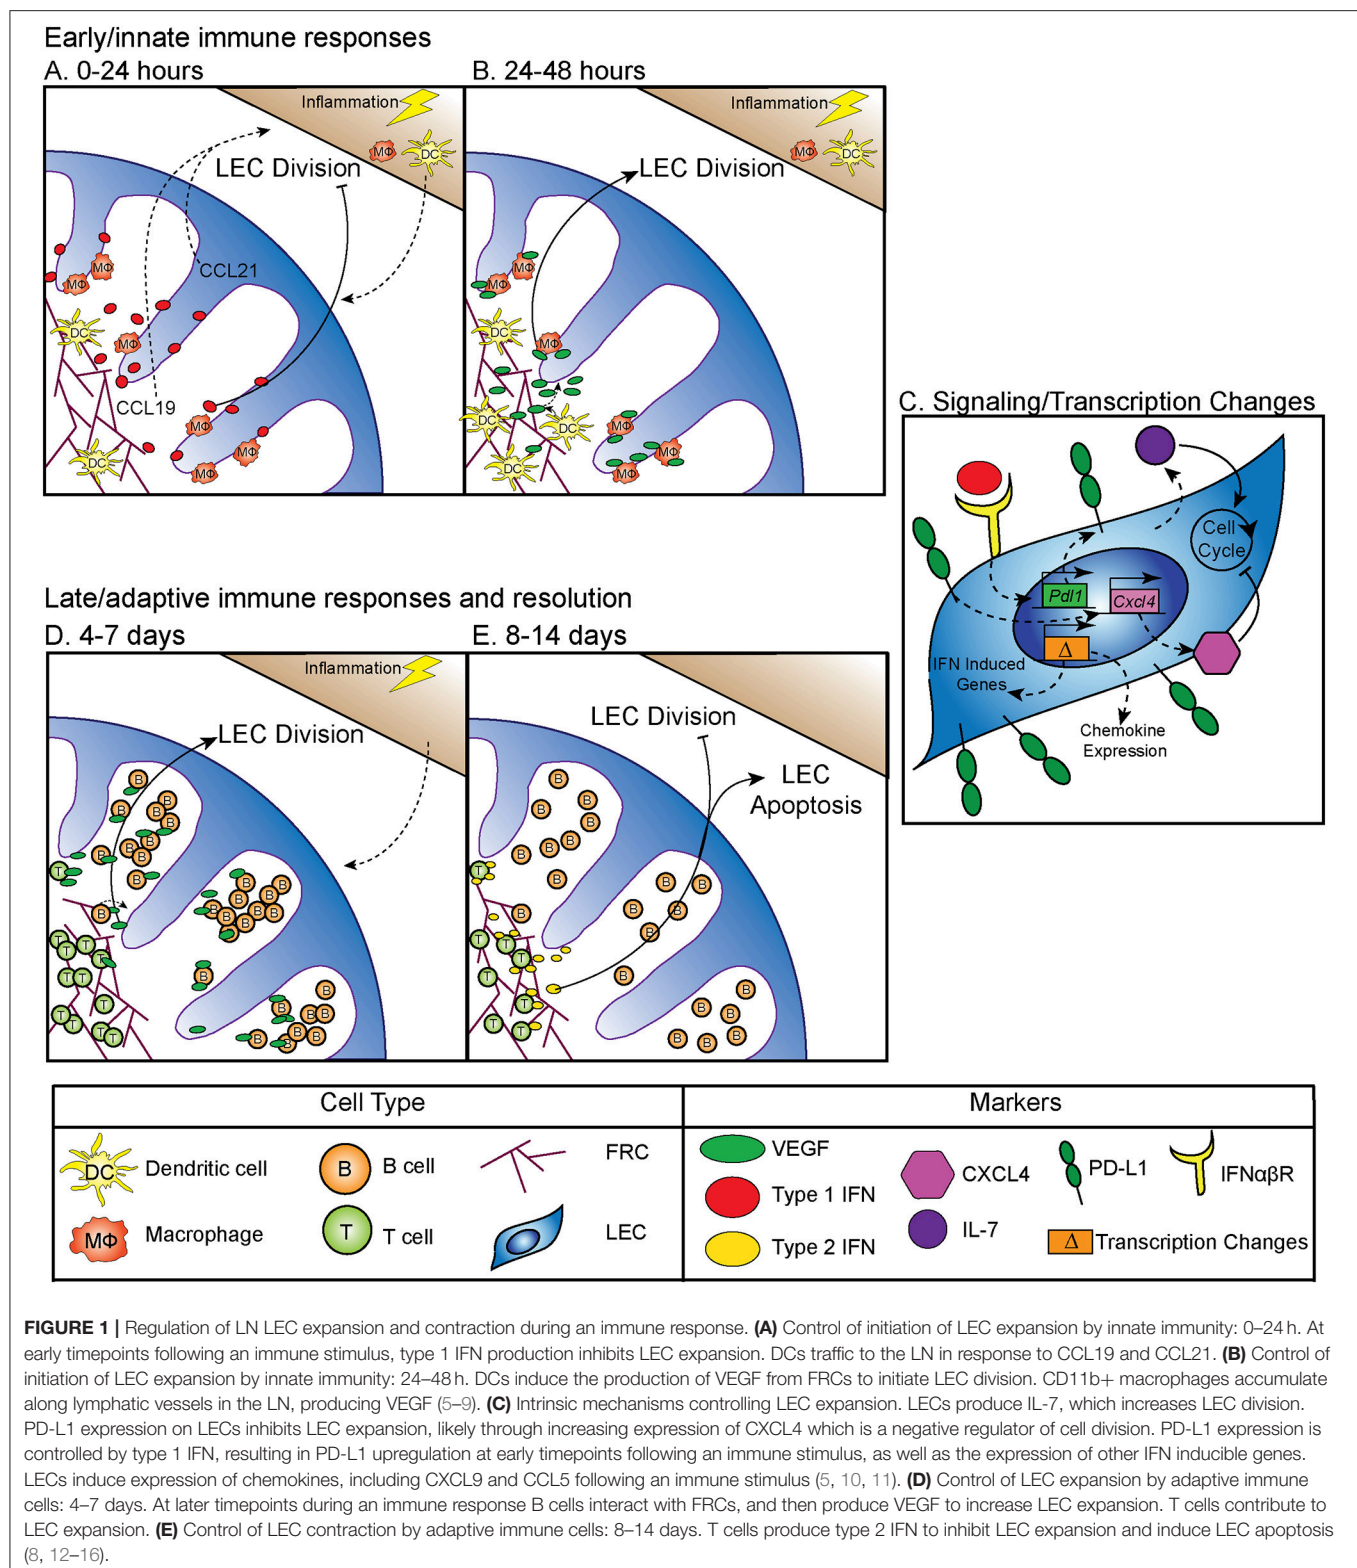 Early/innate immune responses
A. 0-24 hours
Inflammation
MΦ
DC
LEC Division
CCL21
MΦ
MΦ
DC
MΦ
CCL19
MΦ
DC
MΦ
MΦ
B. 24-48 hours
Inflammation
MΦ
DC
LEC Division
MΦ
MΦ
DC
MΦ
DC
DC
DC
MΦ
MΦ
MΦ
C. Signaling/Transcription Changes
Cell
Cycle
Pdl1
Cxcl4
Δ
IFN Induced
Genes
Chemokine
Expression
Late/adaptive immune responses and resolution
D. 4-7 days
Inflammation
LEC Division
B
B
B
B
B
B
B
B
B
B
T
B
B
B
B
B
B
B
B
B
B
B
T
T
T
T
T
T
T
T
T
T
T
T
B
B
B
B
B
B
B
B
B
E. 8-14 days
LEC Division
LEC
Apoptosis
B
B
B
B
B
B
B
B
B
T
B
B
B
B
B
B
B
T
T
T
T
T
T
B
B
B
B
B
B
B
Cell Type
DC Dendritic cell
B B cell
FRC
MΦ Macrophage
T T cell
LEC
Markers
VEGF
Type 1 IFN
Type 2 IFN
CXCL4
IL-7
PD-L1
IFNαβR
Δ Transcription Changes
FIGURE 1 | Regulation of LN LEC expansion and contraction during an immune response. (A) Control of initiation of LEC expansion by innate immunity: 0–24 h. At
early timepoints following an immune stimulus, type 1 IFN production inhibits LEC expansion. DCs traffic to the LN in response to CCL19 and CCL21. (B) Control of
initiation of LEC expansion by innate immunity: 24–48 h. DCs induce the production of VEGF from FRCs to initiate LEC division. CD11b+ macrophages accumulate
along lymphatic vessels in the LN, producing VEGF (5–9). (C) Intrinsic mechanisms controlling LEC expansion. LECs produce IL-7, which increases LEC division.
PD-L1 expression on LECs inhibits LEC expansion, likely through increasing expression of CXCL4 which is a negative regulator of cell division. PD-L1 expression is
controlled by type 1 IFN, resulting in PD-L1 upregulation at early timepoints following an immune stimulus, as well as the expression of other IFN inducible genes.
LECs induce expression of chemokines, including CXCL9 and CCL5 following an immune stimulus (5, 10, 11). (D) Control of LEC expansion by adaptive immune
cells: 4–7 days. At later timepoints during an immune response B cells interact with FRCs, and then produce VEGF to increase LEC expansion. T cells contribute to
LEC expansion. (E) Control of LEC contraction by adaptive immune cells: 8–14 days. T cells produce type 2 IFN to inhibit LEC expansion and induce LEC apoptosis
(8, 12–16).